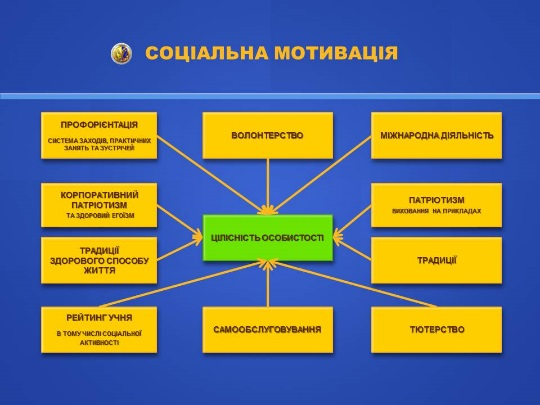 СОЦІАЛЬНА МОТИВАЦІЯ
ПРОФОРІЄНТАЦІЯ
СИСТЕМА ЗАХОДІВ, ПРАКТИЧНИХ
ЗАНЯТЬ ТА ЗУСТРІЧЕЙ
ВОЛОНТЕРСТВО
МІЖНАРОДНА ДІЯЛЬНІСТЬ
КОРПОРАТИВНИЙ
ПАТРІОТИЗМ
ТА ЗДОРОВИЙ ЕГОЇЗМ
ПАТРІОТИЗМ
ВИХОВАННЯ НА ПРИКЛАДАХ
ЦІЛІСНІСТЬ ОСОБИСТОСТІ
ТРАДИЦІЇ
ЗДОРОВОГО СПОСОБУ
ЖИТТЯ
ТРАДИЦІЇ
РЕЙТИНГ УЧНЯ
В ТОМУ ЧИСЛІ СОЦІАЛЬНОЇ
АКТИВНОСТІ
САМООБСЛУГОВУВАННЯ
ТЮТЕРСТВО